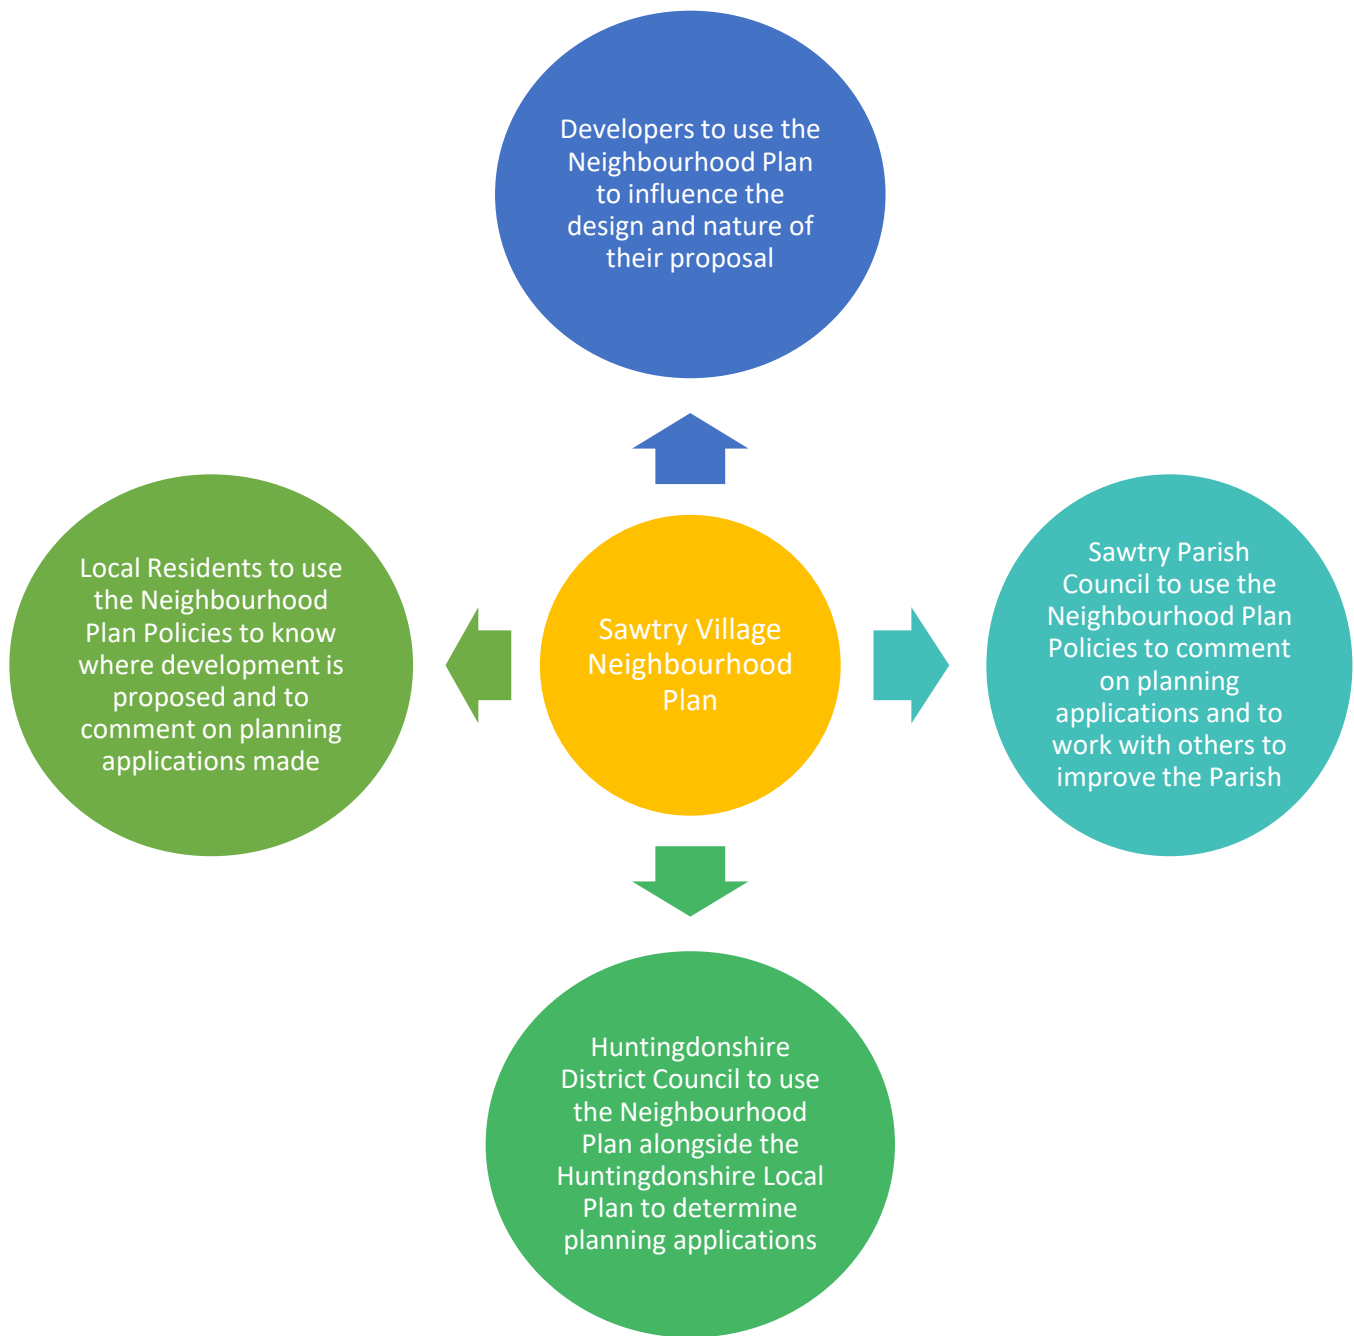 Developers to use the
Neighbourhood Plan
to influence the
design and nature of
their proposal
Local Residents to use
the Neighbourhood
Plan Policies to know
where development is
proposed and to
comment on planning
applications made
Sawtry Village
Neighbourhood
Plan
Sawtry Parish
Council to use the
Neighbourhood Plan
Policies to comment
on planning
applications and to
work with others to
improve the Parish
Huntingdonshire
District Council to use
the Neighbourhood
Plan alongside the
Huntingdonshire Local
Plan to determine
planning applications